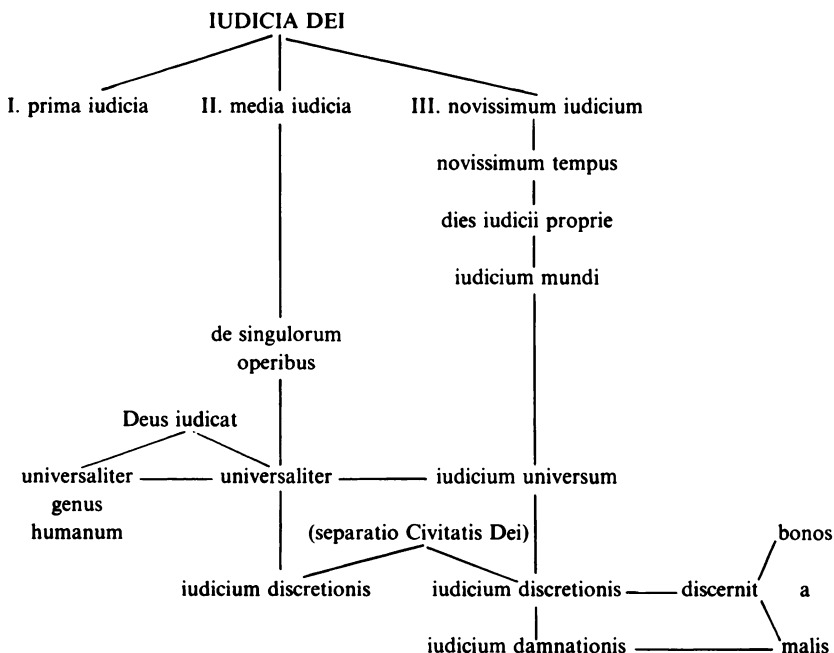 IUDICIA DEI
I. prima iudicia II. media iudicia III. novissimum iudicium
novissimum tempus
dies iudicii proprie
iudicium mundi
de singulorum
operibus
Deus iudicat
universaliter universaliter iudicium universum
genus
humanum (separatio Civitatis Dei) bonos
iudicium discretionis iudicium discretionis discernit a
iudicium damnationis malis